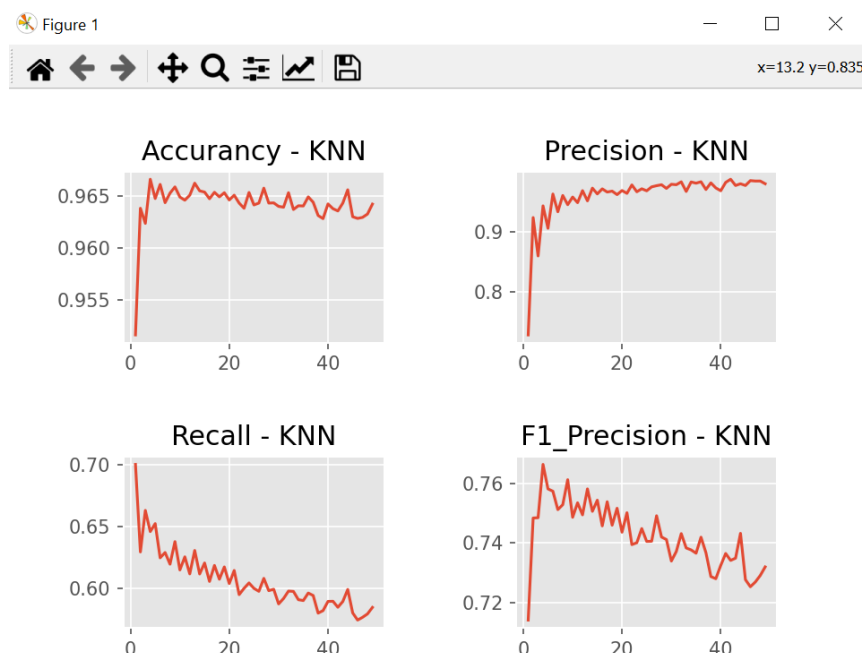 Figure 1
x=13.2 y=0.835
Accurancy - KNN
0.965
0.960
0.955
0 20 40
Precision - KNN
0.9
0.8
0 20 40
Recall - KNN
0.70
0.65
0.60
0 20 40
F1_Precision - KNN
0.76
0.74
0.72
0 20 40